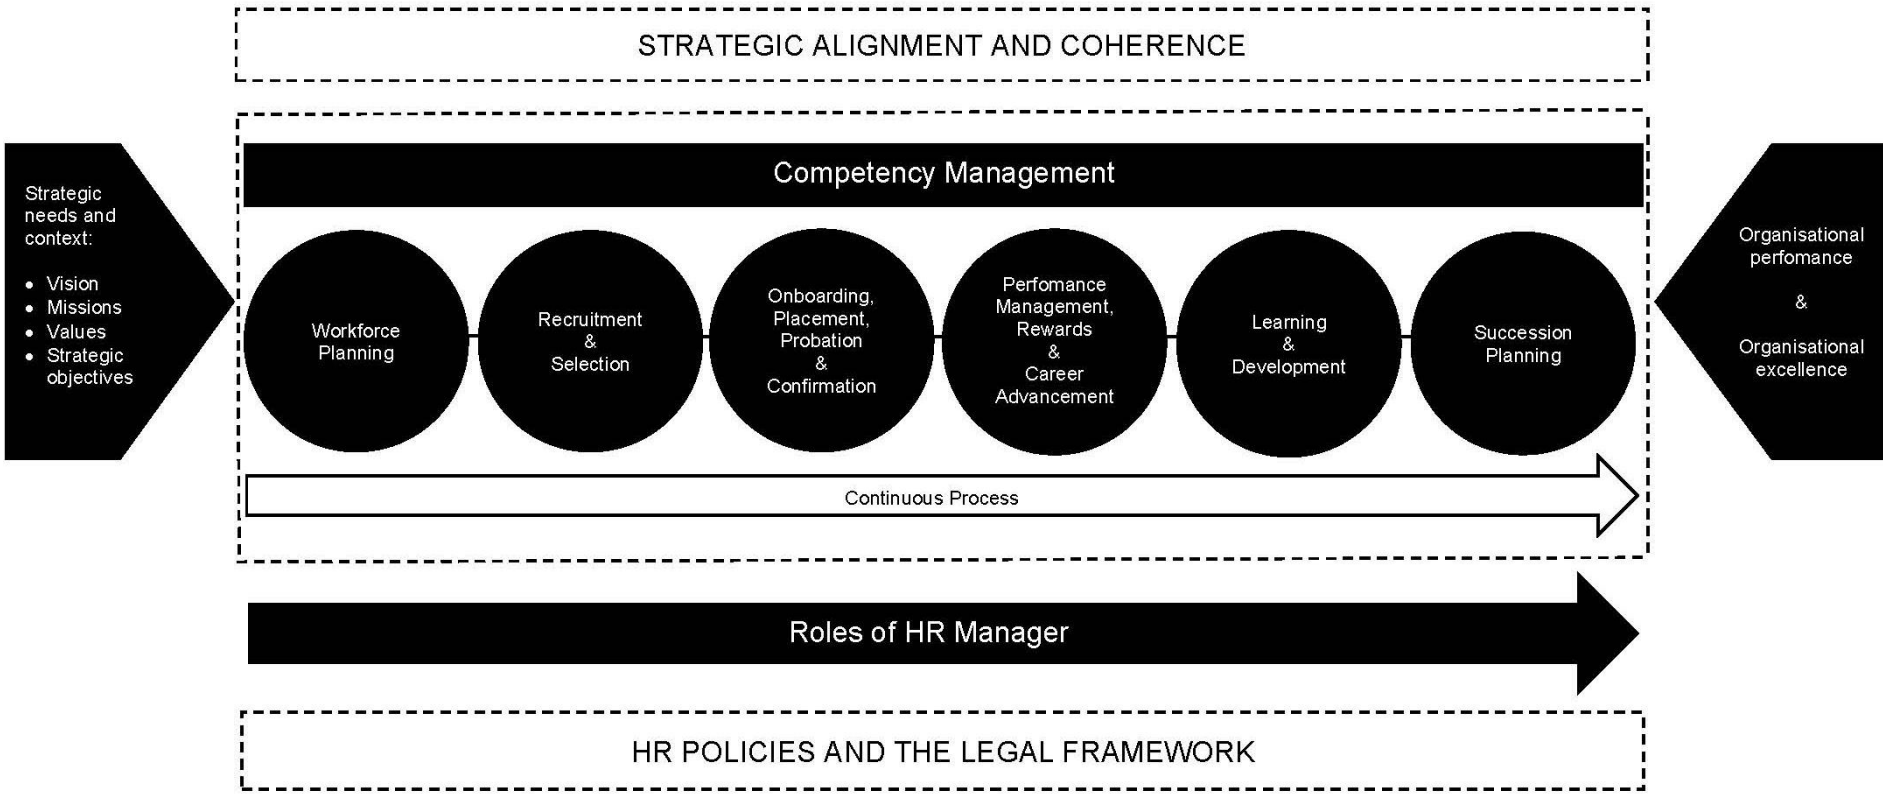 STRATEGIC ALIGNMENT AND COHERENCE
Competency Management
Strategic
needs and
context:
• Vision
• Missions
• Values
• Strategic
objectives
Workforce
Planning
Recruitment
&
Selection
Onboarding,
Placement,
Probation
&
Confirmation
Perfomance
Management,
Rewards
&
Career
Advancement
Learning
&
Development
Succession
Planning
Organisational
perfomance
&
Organisational
excellence
Continuous Process
Roles of HR Manager
HR POLICIES AND THE LEGAL FRAMEWORK